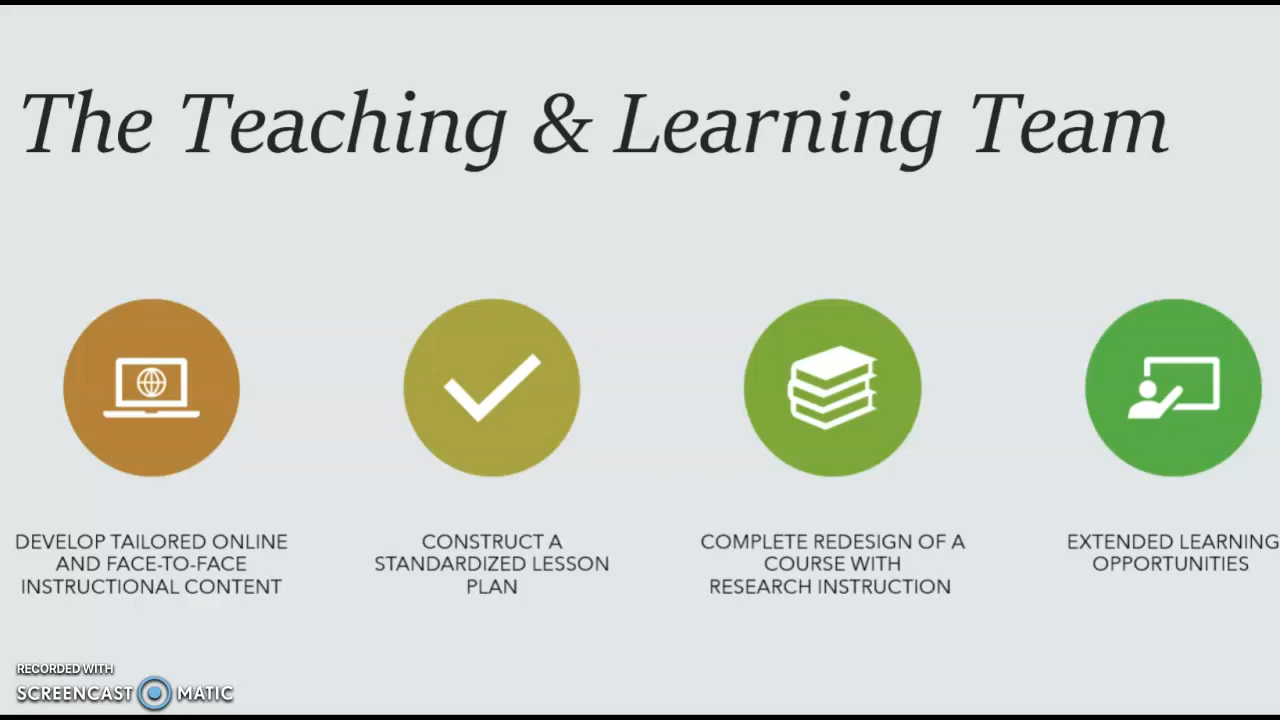 The Teaching & Learning Team
DEVELOP TAILORED ONLINE
AND FACE-TO-FACE
INSTRUCTIONAL CONTENT
CONSTRUCT A
STANDARDIZED LESSON
PLAN
COMPLETE REDESIGN OF A
COURSE WITH
RESEARCH INSTRUCTION
EXTENDED LEARNING
OPPORTUNITIES
RECORDED WITH
SCREENCAST MATIC